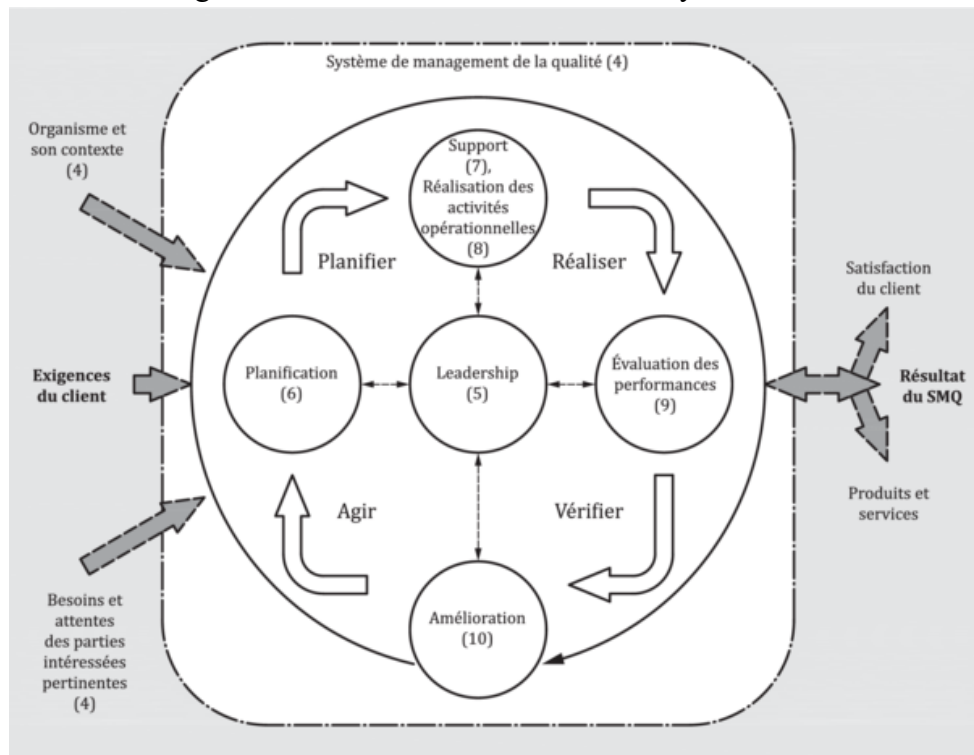 Système de management de la qualité (4)
Organisme et
son contexte
(4)
Support
(7),
Réalisation des
activités
opérationnelles
(8)
Planifier
Réaliser
Satisfaction
du client
Exigences
du client
Planification
(6)
Leadership
(5)
Évaluation des
performances
(9)
Résultat
du SMQ
Agir
Vérifier
Produits et
services
Besoins et
attentes
des parties
intéressées
pertinentes
(4)
Amélioration
(10)